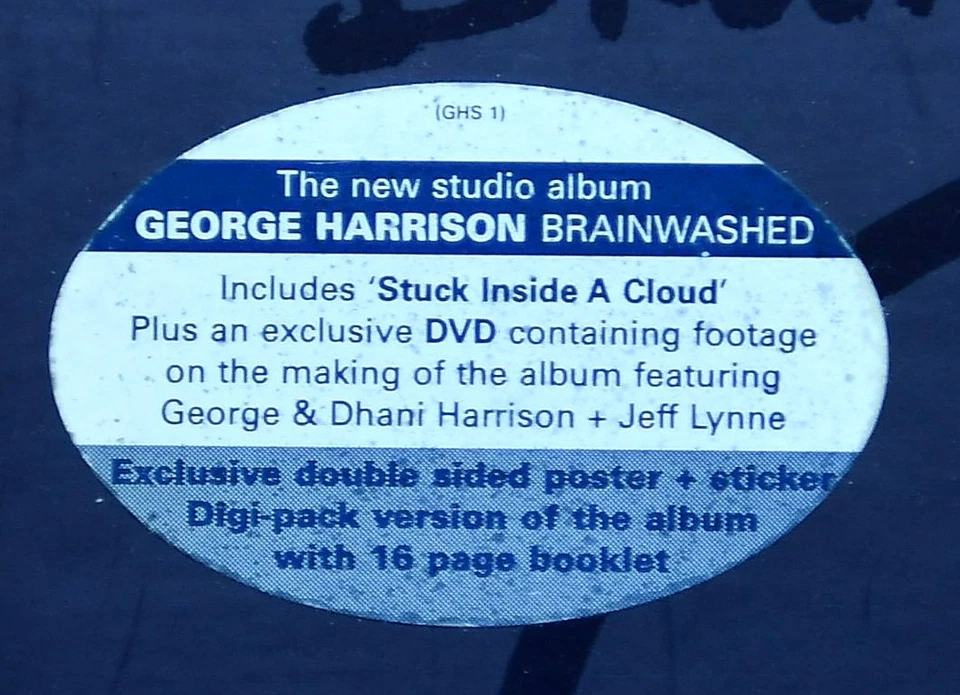 (GHS 1)
The new studio album
GEORGE HARRISON BRAINWASHED
Includes 'Stuck Inside A Cloud'
Plus an exclusive DVD containing footage
on the making of the album featuring
George & Dhani Harrison + Jeff Lynne
Exclusive double sided poster + sticker
Digi-pack version of the album
with 16 page booklet